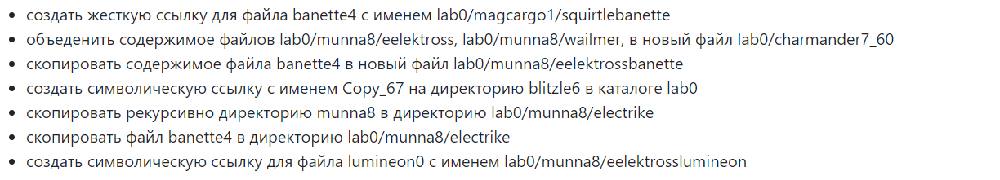 • создать жесткую ссылку для файла banette4 с именем lab0/magcargo1/squirtlebanette
• объеденить содержимое файлов lab0/munna8/eelektross, lab0/munna8/wailmer, в новый файл lab0/charmander7_60
• скопировать содержимое файла banette4 в новый файл lab0/munna8/eelektrossbanette
• создать символическую ссылку с именем Copy_67 на директорию blitzle6 в каталоге lab0
• скопировать рекурсивно директорию munna8 в директорию lab0/munna8/electrike
• скопировать файл banette4 в директорию lab0/munna8/electrike
• создать символическую ссылку для файла lumineon0 с именем lab0/munna8/eelektrosslumineon